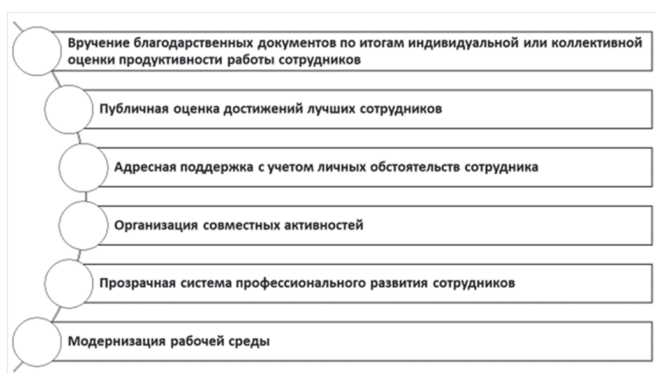 Вручение благодарственных документов по итогам индивидуальной или коллективной
оценки продуктивности работы сотрудников
Публичная оценка достижений лучших сотрудников
Адресная поддержка с учетом личных обстоятельств сотрудника
Организация совместных активностей
Прозрачная система профессионального развития сотрудников
Модернизация рабочей среды